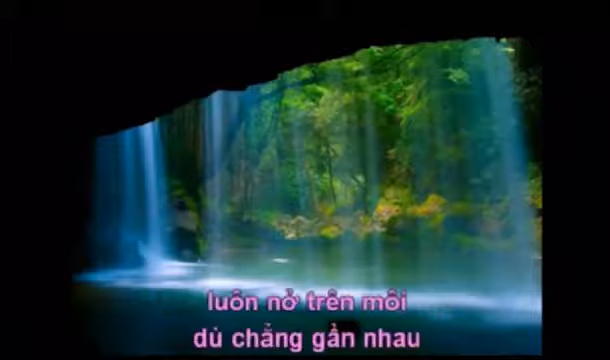 luôn nở trên môi
dù chẳng gần nhau